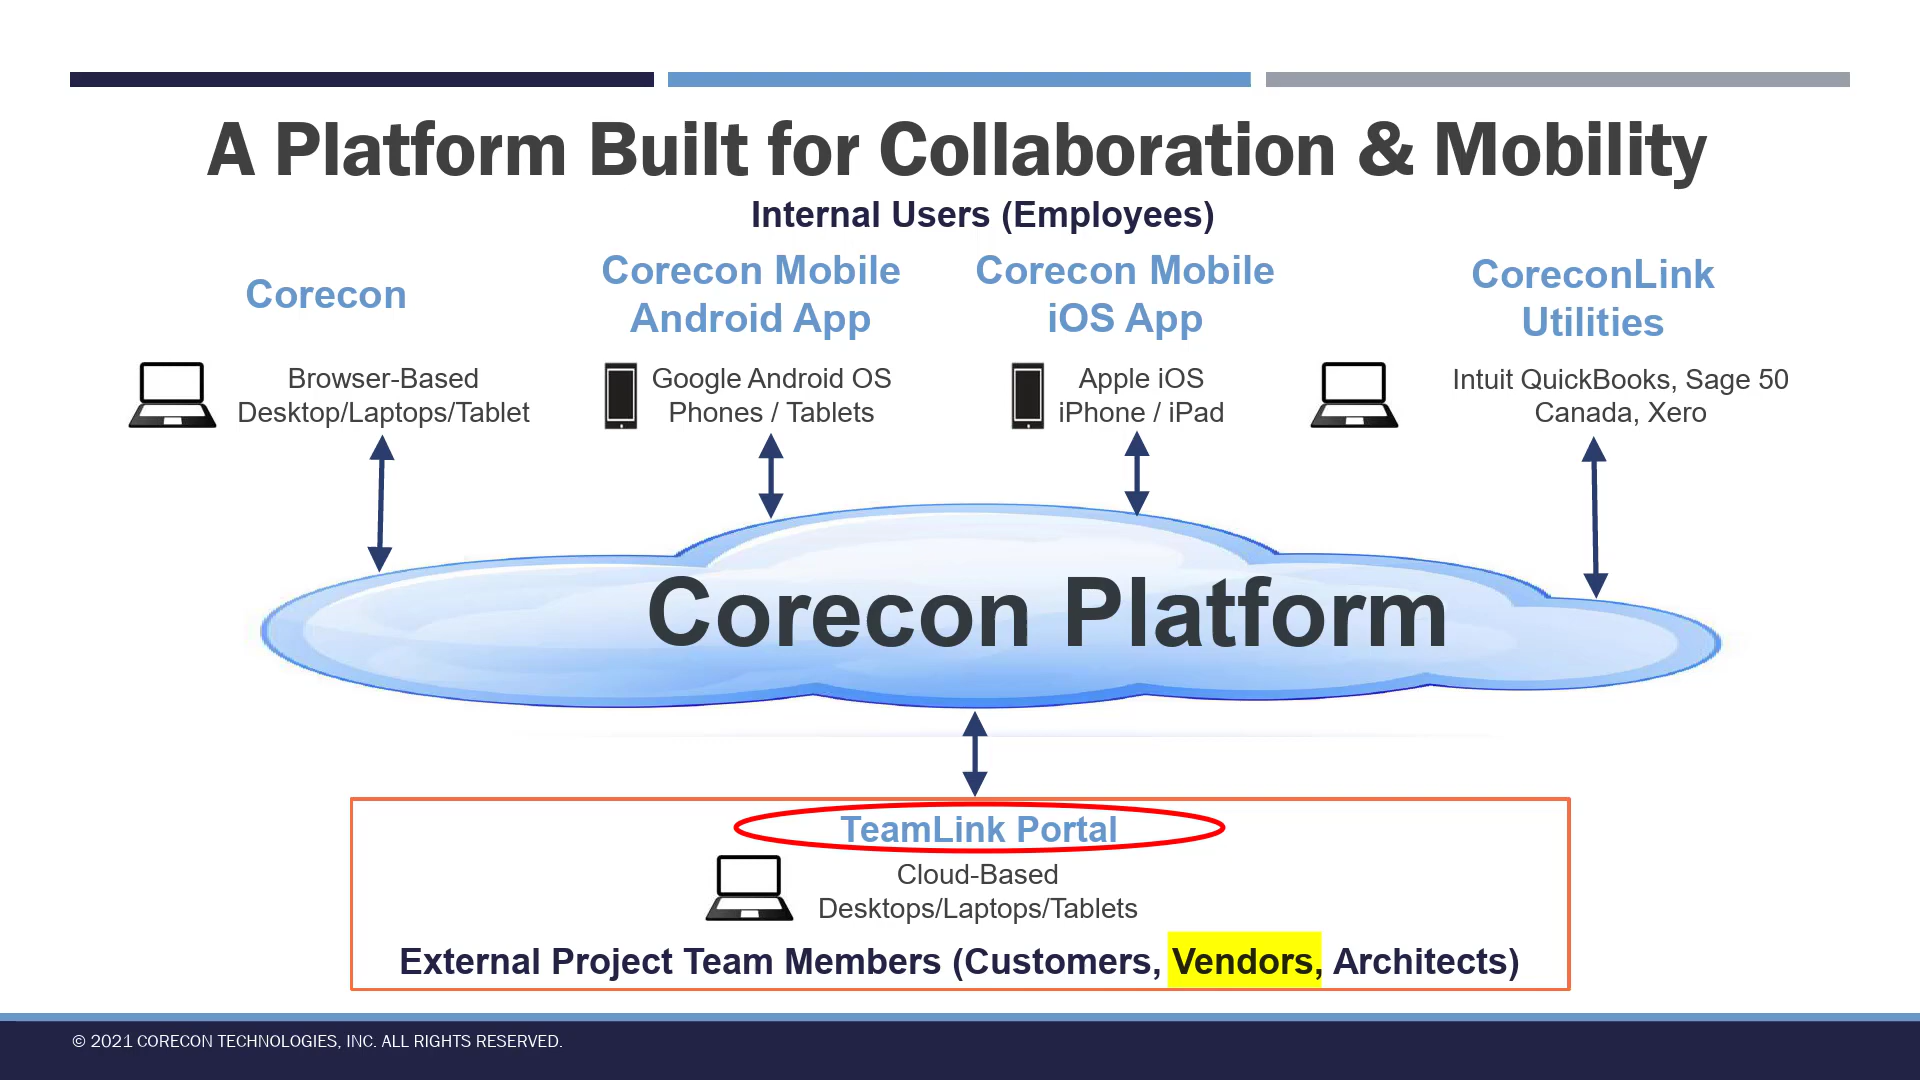 A Platform Built for Collaboration & Mobility
Internal Users (Employees)
Corecon
Browser-Based
Desktop/Laptops/Tablet
Corecon Mobile
Android App
Google Android OS
Phones / Tablets
Corecon Mobile
iOS App
Apple iOS
iPhone / iPad
CoreconLink
Utilities
Intuit QuickBooks, Sage 50
Canada, Xero
Corecon Platform
TeamLink Portal
Cloud-Based
Desktops/Laptops/Tablets
External Project Team Members (Customers, Vendors, Architects)
© 2021 CORECON TECHNOLOGIES, INC. ALL RIGHTS RESERVED.